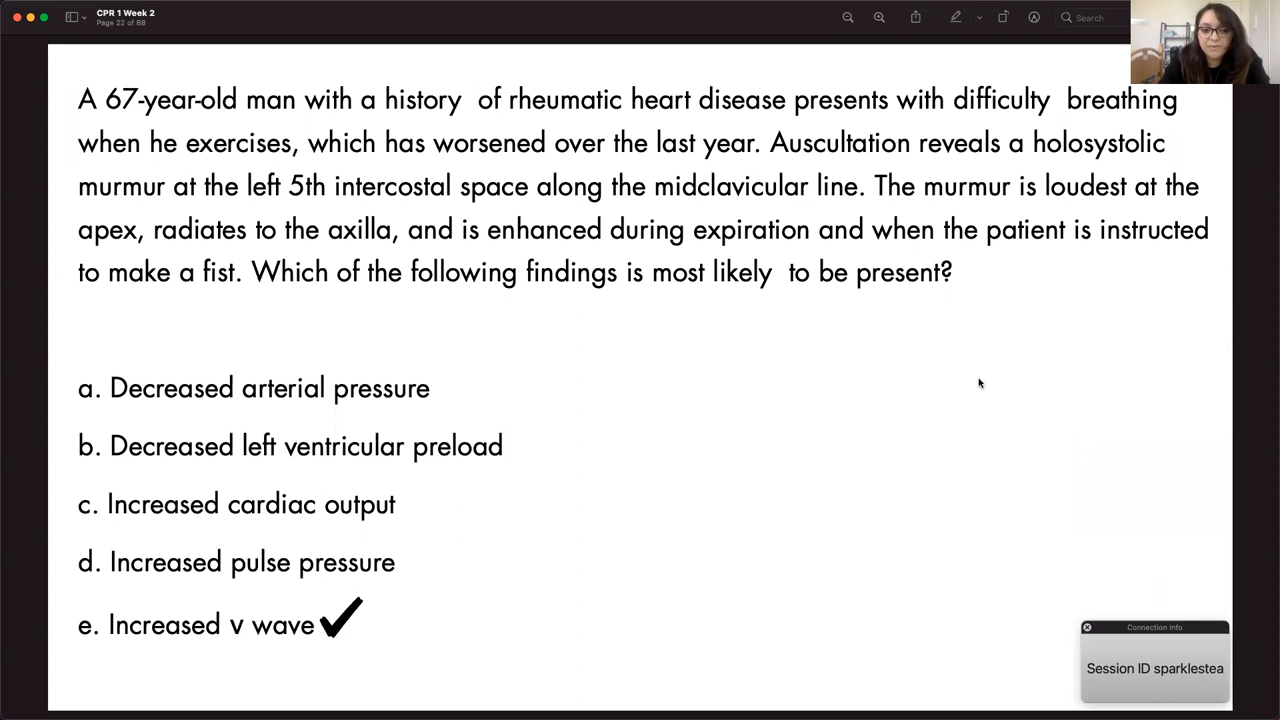 CPR 1 Week 2
Page 22 of 88
Search
A 67-year-old man with a history of rheumatic heart disease presents with difficulty breathing
when he exercises, which has worsened over the last year. Auscultation reveals a holosystolic
murmur at the left 5th intercostal space along the midclavicular line. The murmur is loudest at the
apex, radiates to the axilla, and is enhanced during expiration and when the patient is instructed
to make a fist. Which of the following findings is most likely to be present?
a. Decreased arterial pressure
b. Decreased left ventricular preload
c. Increased cardiac output
d. Increased pulse pressure
e. Increased v wave
Connection Info
Session ID sparklestea